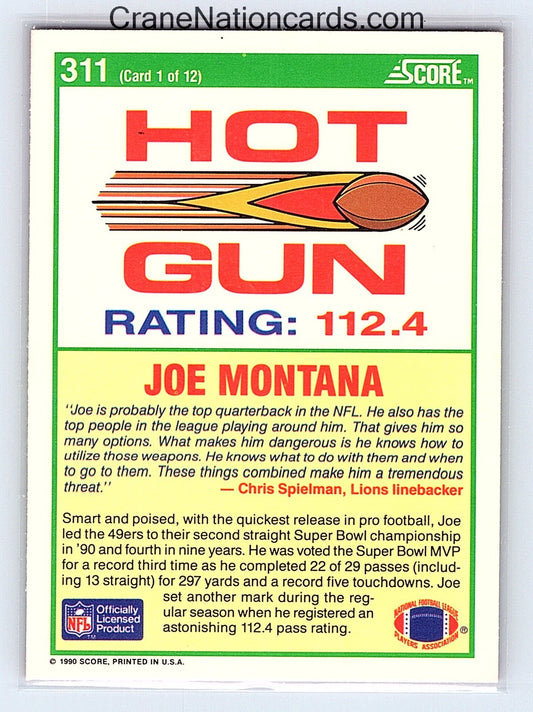 CraneNationcards.com
311 (Card 1 of 12) SCORE TM
HOT
GUN
RATING: 112.4
JOE MONTANA
"Joe is probably the top quarterback in the NFL. He also has the
top people in the league playing around him. That gives him so
many options. What makes him dangerous is he knows how to
utilize those weapons. He knows what to do with them and when
to go to them. These things combined make him a tremendous
threat." — Chris Spielman, Lions linebacker
Smart and poised, with the quickest release in pro football, Joe
led the 49ers to their second straight Super Bowl championship
in '90 and fourth in nine years. He was voted the Super Bowl MVP
for a record third time as he completed 22 of 29 passes (includ-
ing 13 straight) for 297 yards and a record five touchdowns. Joe
set another mark during the reg-
ular season when he registered an
astonishing 112.4 pass rating.
NFL
TM
Officially
Licensed
Product
NATIONAL FOOTBALL LEAGUE
PLAYERS ASSOCIATION
®
© 1990 SCORE, PRINTED IN U.S.A.